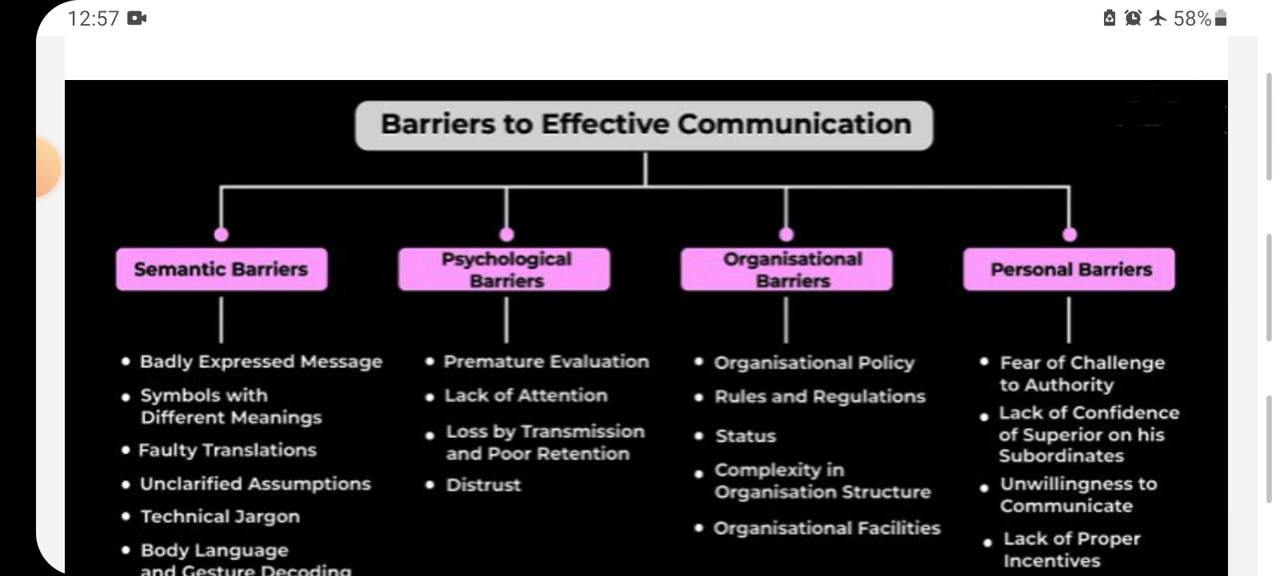 12:57
58%
Barriers to Effective Communication
Semantic Barriers
• Badly Expressed Message
• Symbols with
Different Meanings
• Faulty Translations
• Unclarified Assumptions
• Technical Jargon
• Body Language
and Gesture Decoding
Psychological
Barriers
• Premature Evaluation
• Lack of Attention
• Loss by Transmission
and Poor Retention
• Distrust
Organisational
Barriers
• Organisational Policy
• Rules and Regulations
• Status
• Complexity in
Organisation Structure
• Organisational Facilities
Personal Barriers
• Fear of Challenge
to Authority
• Lack of Confidence
of Superior on his
Subordinates
• Unwillingness to
Communicate
• Lack of Proper
Incentives